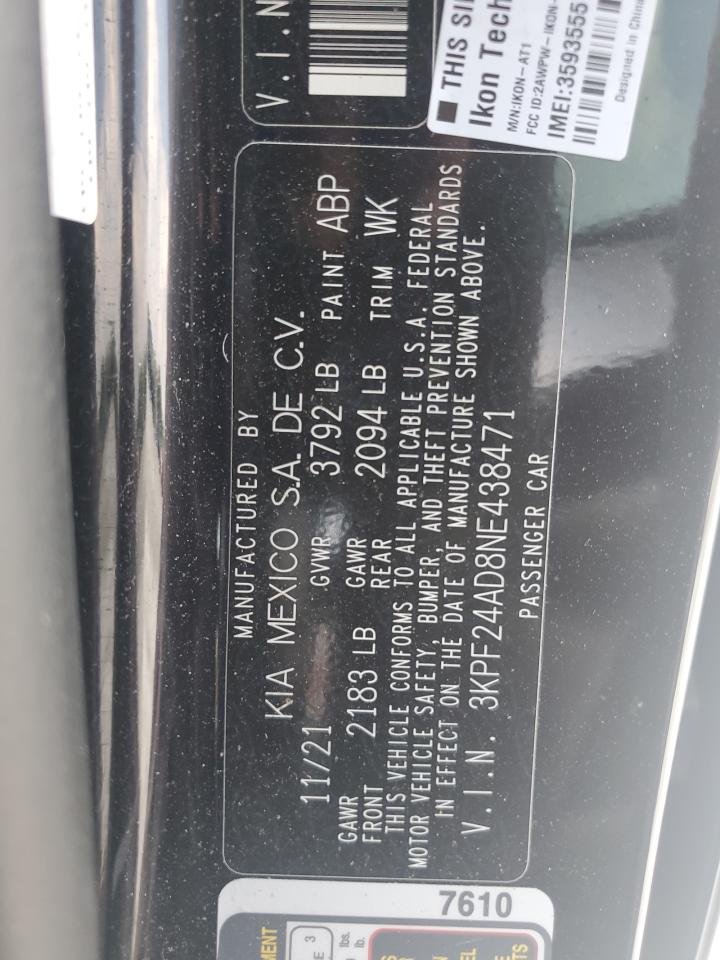 V.I.N
THIS
Ikon Tech
M/N:IKON-AT1
FCC ID:2AWPW-IKON-
IMEI:3593555
Designed in China
MANUFACTURED BY
KIA MEXICO S.A. DE C.V.
11/21 GVWR 3792 LB PAINT ABP
GAWR FRONT 2183 LB GAWR REAR 2094 LB TRIM WK
THIS VEHICLE CONFORMS TO ALL APPLICABLE U.S.A. FEDERAL
MOTOR VEHICLE SAFETY, BUMPER, AND THEFT PREVENTION STANDARDS
IN EFFECT ON THE DATE OF MANUFACTURE SHOWN ABOVE.
V.I.N. 3KPF24AD8NE438471
PASSENGER CAR
7610
3
lbs.
lb.